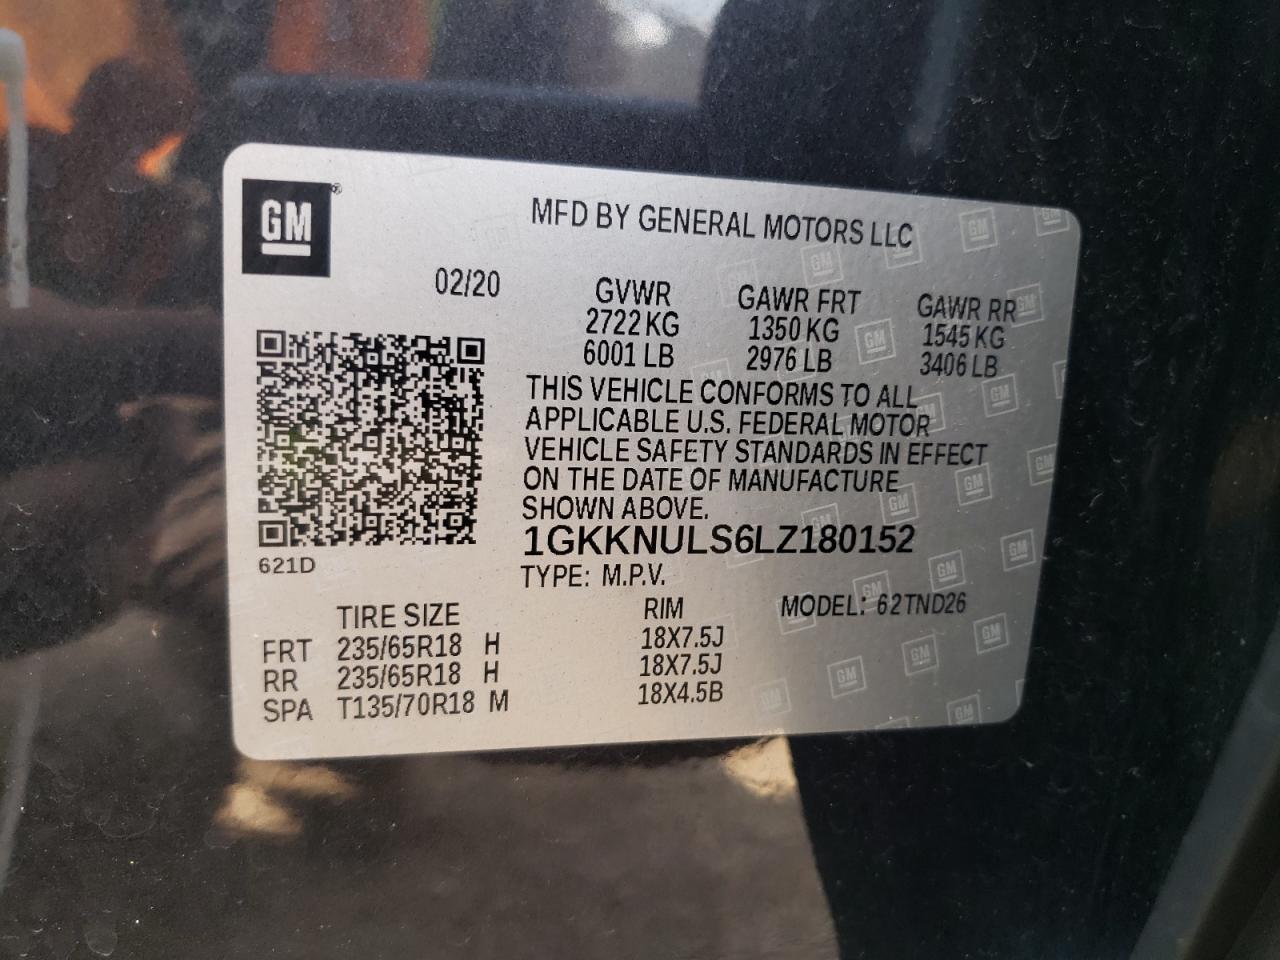 GM
MFD BY GENERAL MOTORS LLC
02/20
GVWR GAWR FRT GAWR RR
2722 KG 1350 KG 1545 KG
6001 LB 2976 LB 3406 LB
THIS VEHICLE CONFORMS TO ALL
APPLICABLE U.S. FEDERAL MOTOR
VEHICLE SAFETY STANDARDS IN EFFECT
ON THE DATE OF MANUFACTURE
SHOWN ABOVE.
1GKKNULS6LZ180152
621D
TYPE: M.P.V.
MODEL: 62TND26
TIRE SIZE RIM
FRT 235/65R18 H 18X7.5J
RR 235/65R18 H 18X7.5J
SPA T135/70R18 M 18X4.5B